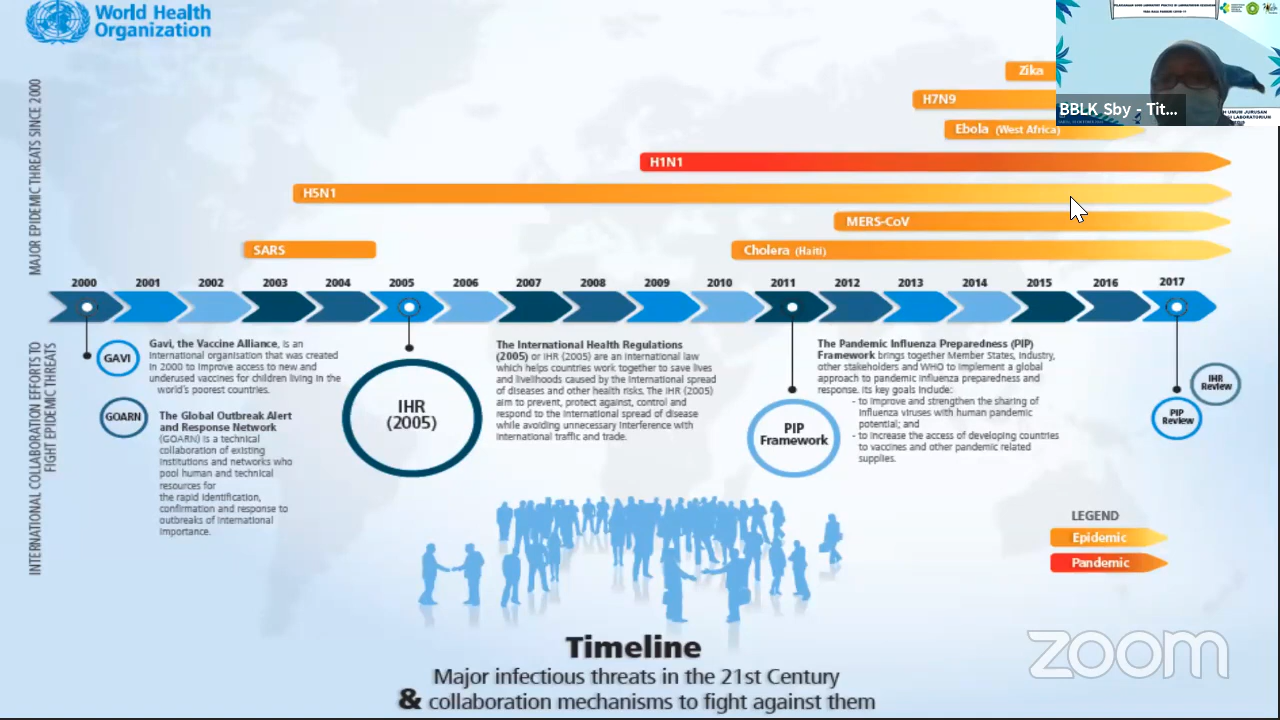 World Health
Organization
MAJOR EPIDEMIC THREATS SINCE 2000
Zika
H7N9
BBLK Sby - Tit...
Ebola (West Africa)
H1N1
H5N1
MERS-CoV
SARS
Cholera (Haiti)
2000 2001 2002 2003 2004 2005 2006 2007 2008 2009 2010 2011 2012 2013 2014 2015 2016 2017
INTERNATIONAL COLLABORATION EFFORTS TO
FIGHT EPIDEMIC THREATS
GAVI
Gavi, the Vaccine Alliance, is an
international organisation that was created
in 2000 to improve access to new and
underused vaccines for children living in the
world's poorest countries.
GOARN
The Global Outbreak Alert
and Response Network
(GOARN) is a technical
collaboration of existing
institutions and networks who
pool human and technical
resources for
the rapid identification,
confirmation and response to
outbreaks of international
importance.
IHR
(2005)
The International Health Regulations
(2005) or IHR (2005) are an international law
which helps countries work together to save lives
and livelihoods caused by the international spread
of diseases and other health risks. The IHR (2005)
aim to prevent, protect against, control and
respond to the international spread of disease
while avoiding unnecessary interference with
international traffic and trade.
PIP
Framework
The Pandemic Influenza Preparedness (PIP)
Framework brings together Member States, industry,
other stakeholders and WHO to implement a global
approach to pandemic influenza preparedness and
response. Its key goals include:
- to improve and strengthen the sharing of
influenza viruses with human pandemic
potential; and
- to increase the access of developing countries
to vaccines and other pandemic related
supplies.
IHR
Review
PIP
Review
LEGEND
Epidemic
Pandemic
zoom
Timeline
Major infectious threats in the 21st Century
& collaboration mechanisms to fight against them